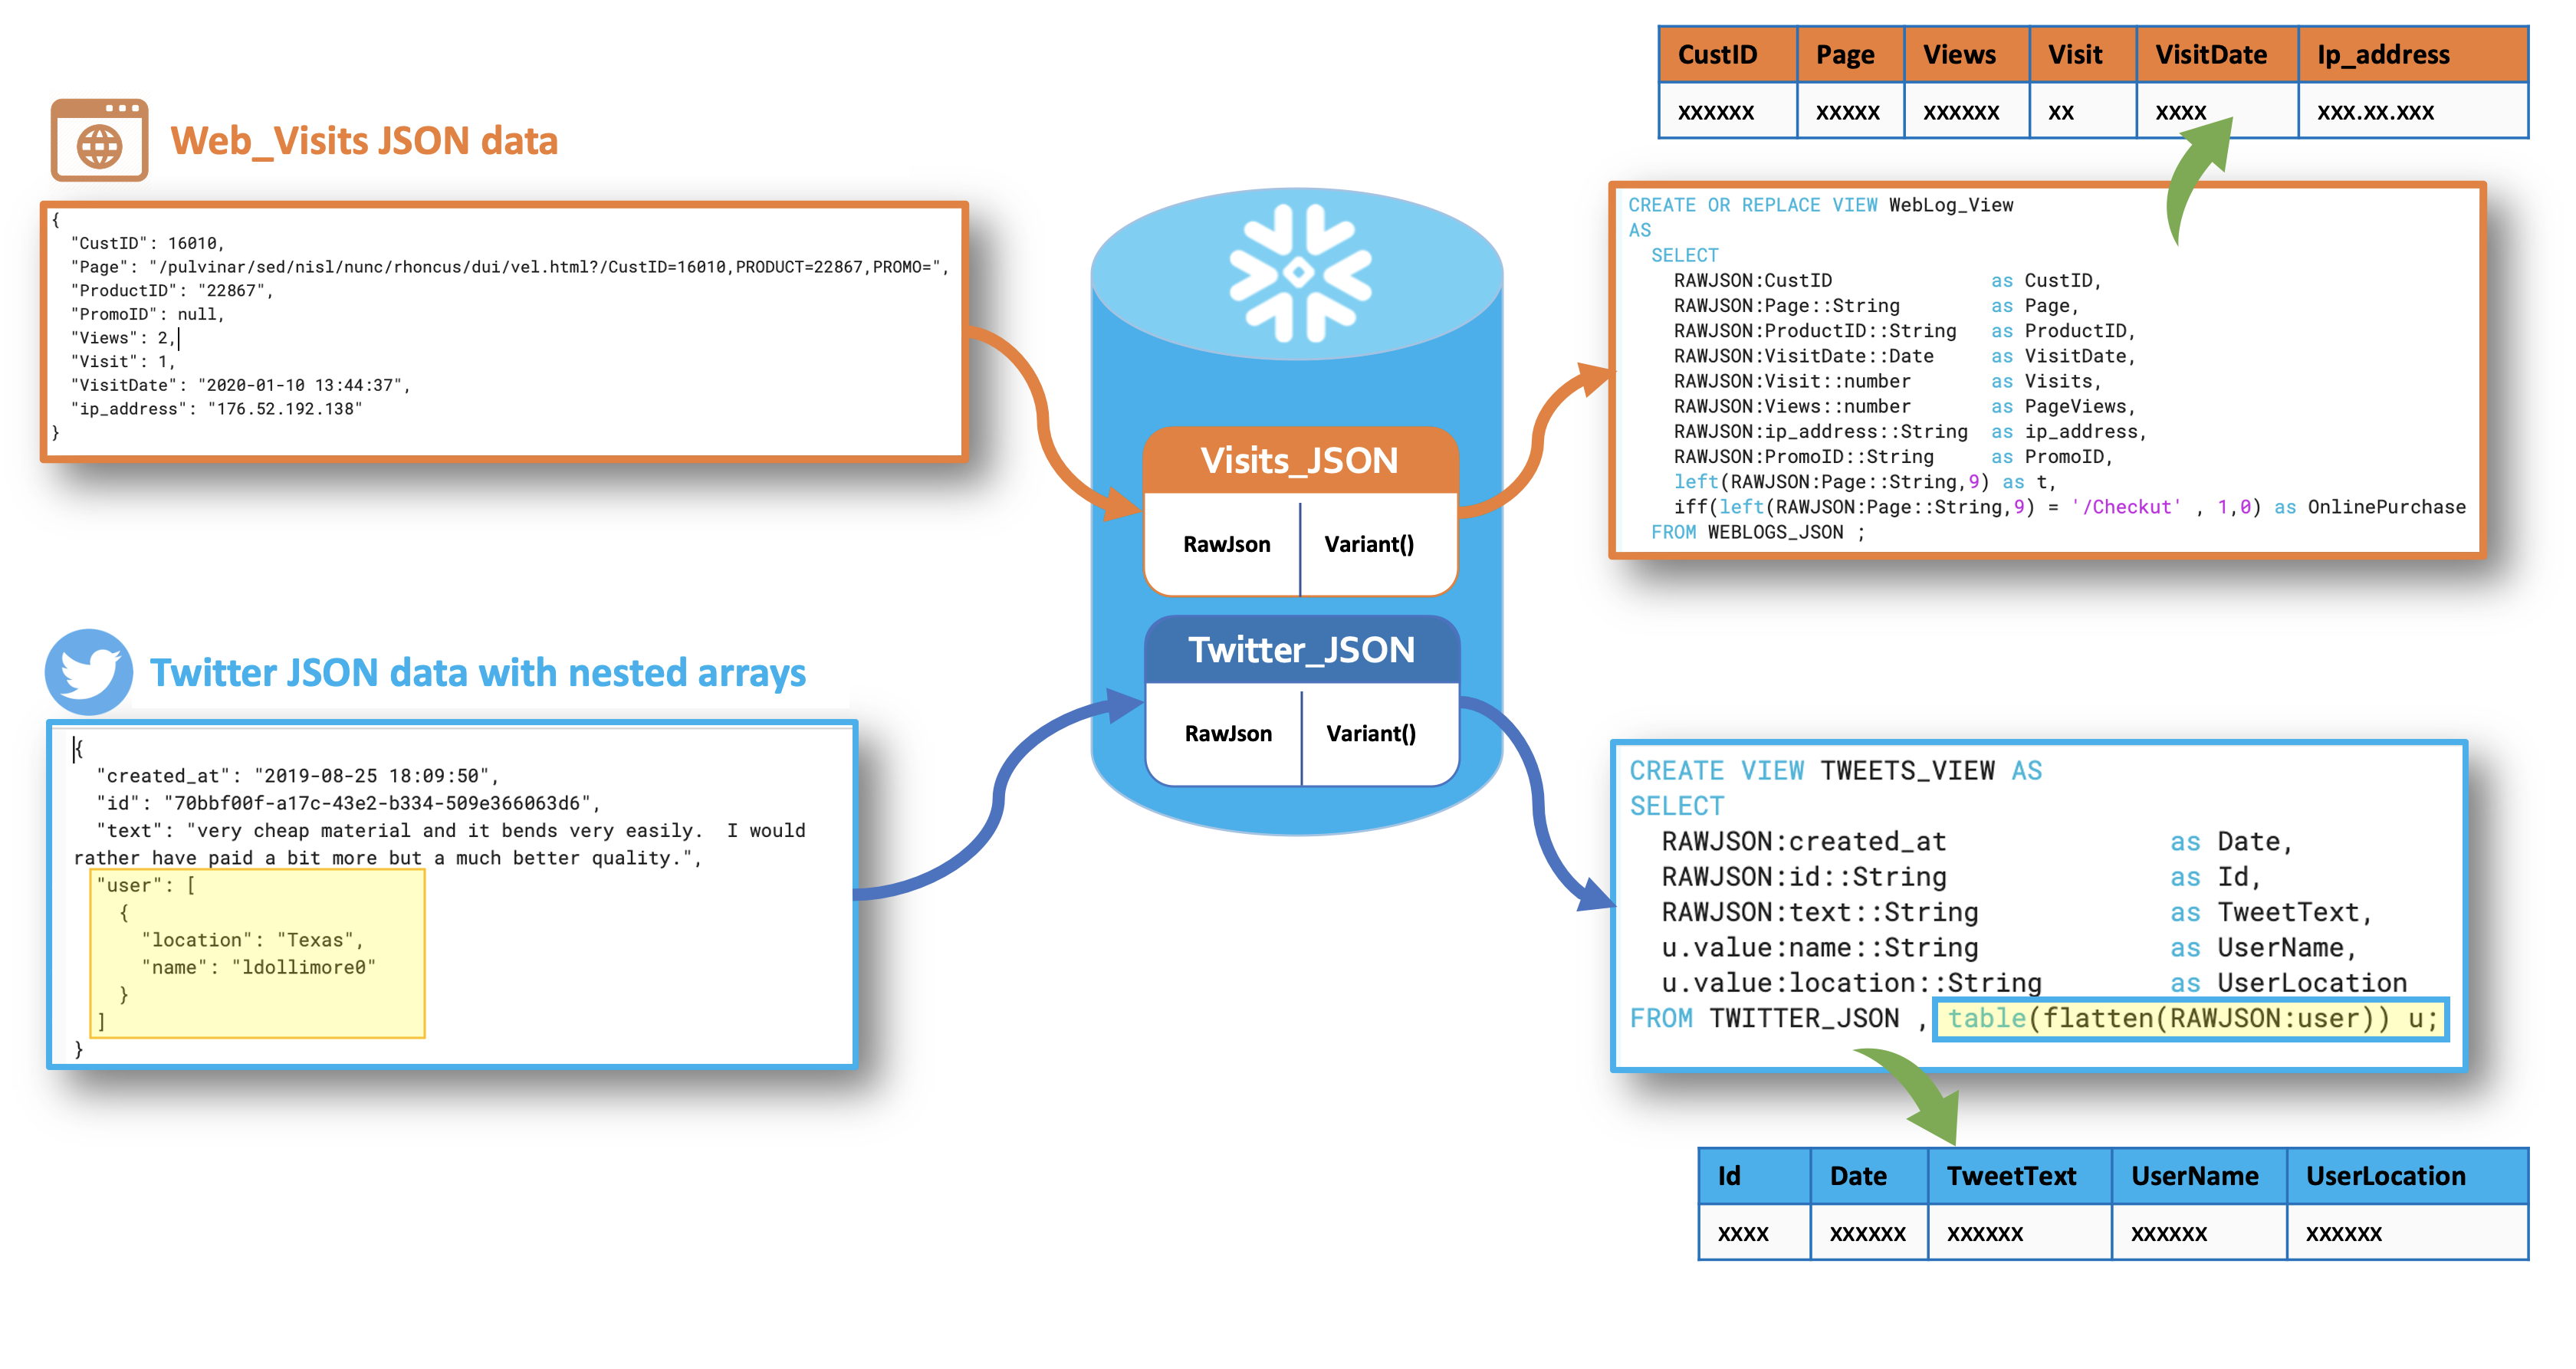 Web_Visits JSON data
{
"CustID": 16010,
"Page": "/pulvinar/sed/nisl/nunc/rhoncus/dui/vel.html?/CustID=16010,PRODUCT=22867,PROMO=",
"ProductID": "22867",
"PromoID": null,
"Views": 2,
"Visit": 1,
"VisitDate": "2020-01-10 13:44:37",
"ip_address": "176.52.192.138"
}
Twitter JSON data with nested arrays
{
"created_at": "2019-08-25 18:09:50",
"id": "70bbf00f-a17c-43e2-b334-509e366063d6",
"text": "very cheap material and it bends very easily.  I would
rather have paid a bit more but a much better quality.",
"user": [
{
"location": "Texas",
"name": "ldollimore0"
}
]
}
Visits_JSON
RawJson Variant()
Twitter_JSON
RawJson Variant()
CustID Page Views Visit VisitDate Ip_address
xxxxxx xxxxx xxxxxx xx xxxx xxx.xx.xxx
CREATE OR REPLACE VIEW WebLog_View
AS
SELECT
RAWJSON:CustID as CustID,
RAWJSON:Page::String as Page,
RAWJSON:ProductID::String as ProductID,
RAWJSON:VisitDate::Date as VisitDate,
RAWJSON:Visit::number as Visits,
RAWJSON:Views::number as PageViews,
RAWJSON:ip_address::String as ip_address,
RAWJSON:PromoID::String as PromoID,
left(RAWJSON:Page::String,9) as t,
iff(left(RAWJSON:Page::String,9) = '/Checkut' , 1,0) as OnlinePurchase
FROM WEBLOGS_JSON ;
CREATE VIEW TWEETS_VIEW AS
SELECT
RAWJSON:created_at as Date,
RAWJSON:id::String as Id,
RAWJSON:text::String as TweetText,
u.value:name::String as UserName,
u.value:location::String as UserLocation
FROM TWITTER_JSON , table(flatten(RAWJSON:user)) u;
Id Date TweetText UserName UserLocation
xxxx xxxxxx xxxxxx xxxxxx xxxxxx